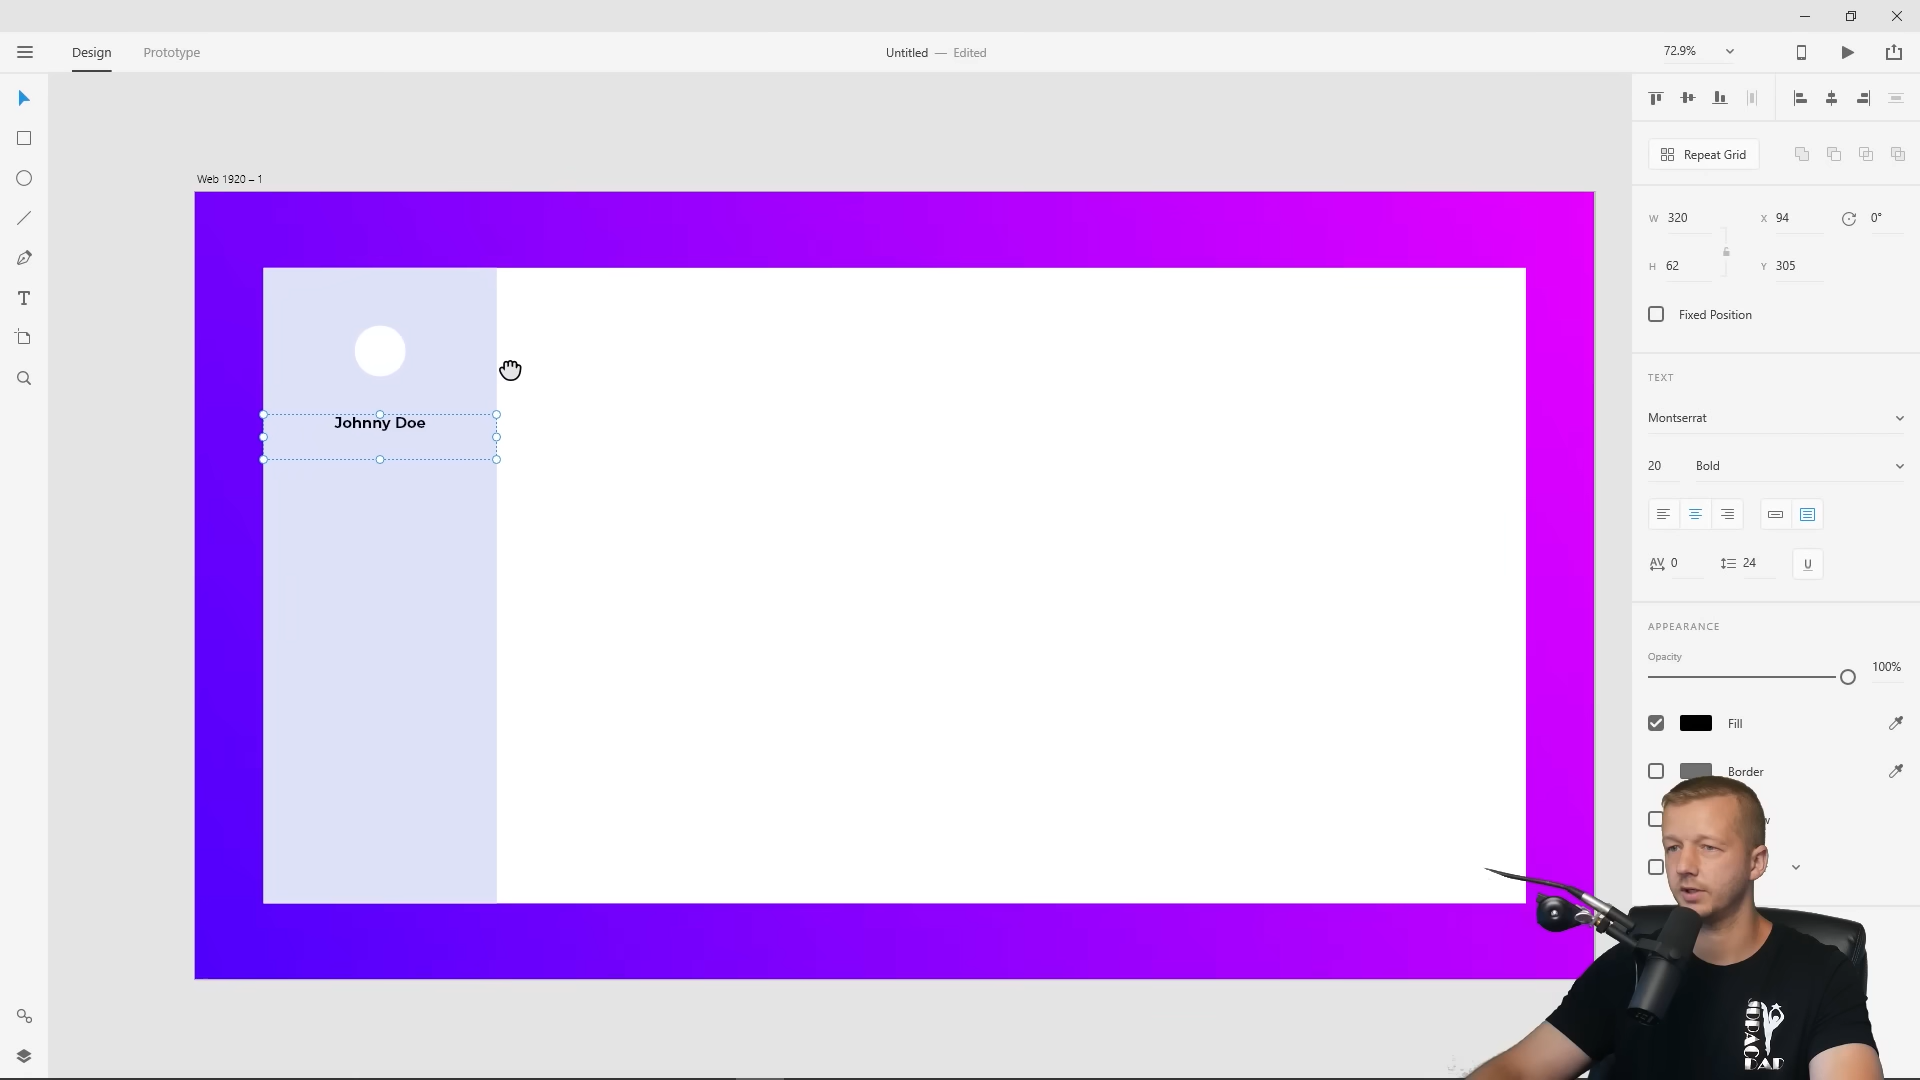 Design
Prototype
Untitled — Edited
72.9%
Web 1920 – 1
Repeat Grid
W 320
X 94
0°
H 62
Y 305
Fixed Position
TEXT
Montserrat
20
Bold
AV 0
24
U
APPEARANCE
Opacity
100%
Fill
Border
Johnny Doe
T
DAD